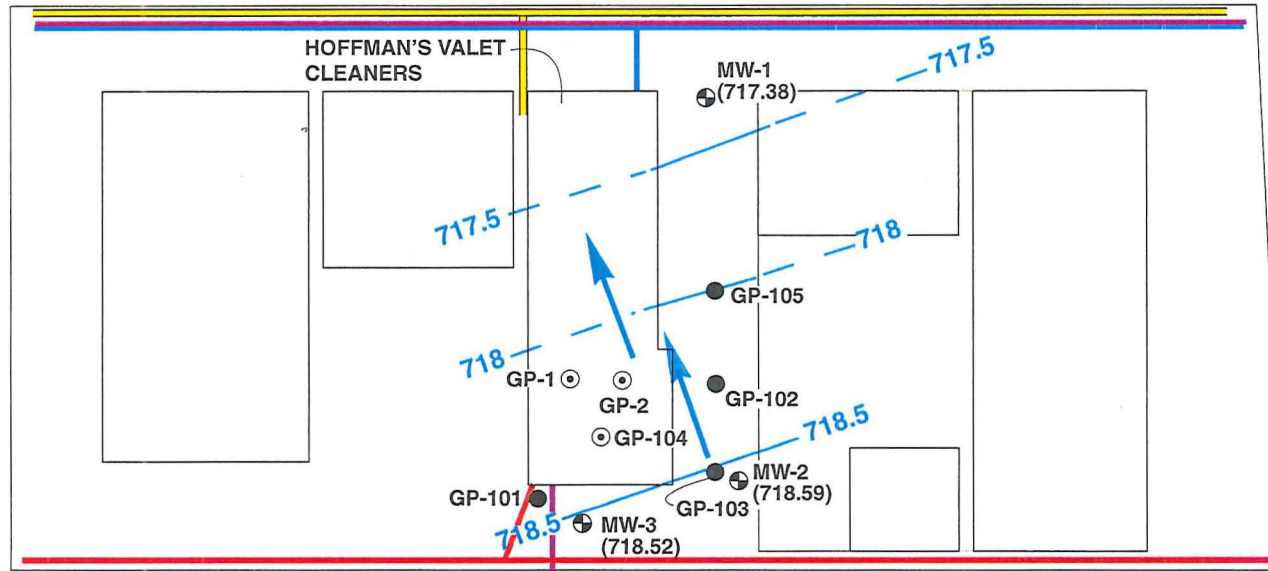 HOFFMAN'S VALET
CLEANERS
MW-1
(717.38)
717.5
717.5
718
GP-105
718
GP-1
GP-2
GP-102
GP-104
718.5
MW-2
(718.59)
GP-101
GP-103
718.5
MW-3
(718.52)